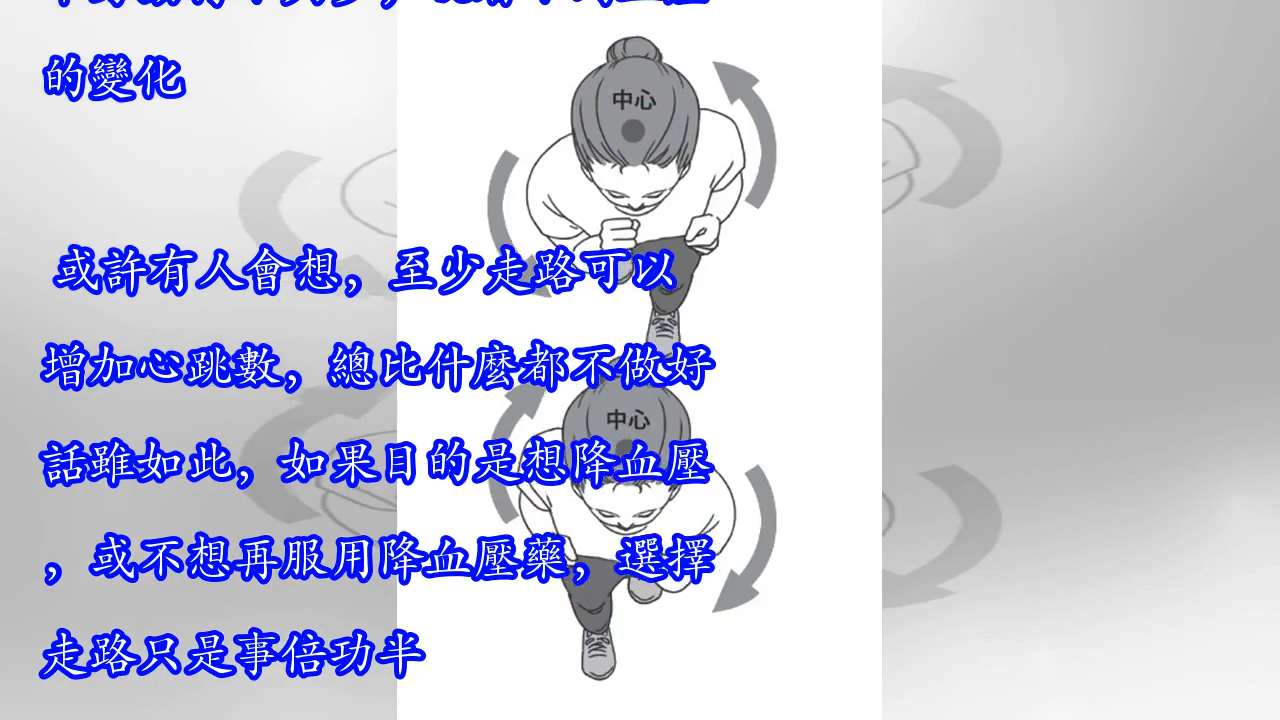 的變化
中心
或許有人會想，至少走路可以
增加心跳數，總比什麼都不做好
中心
話雖如此，如果目的是想降血壓
，或不想再服用降血壓藥，選擇
走路只是事倍功半